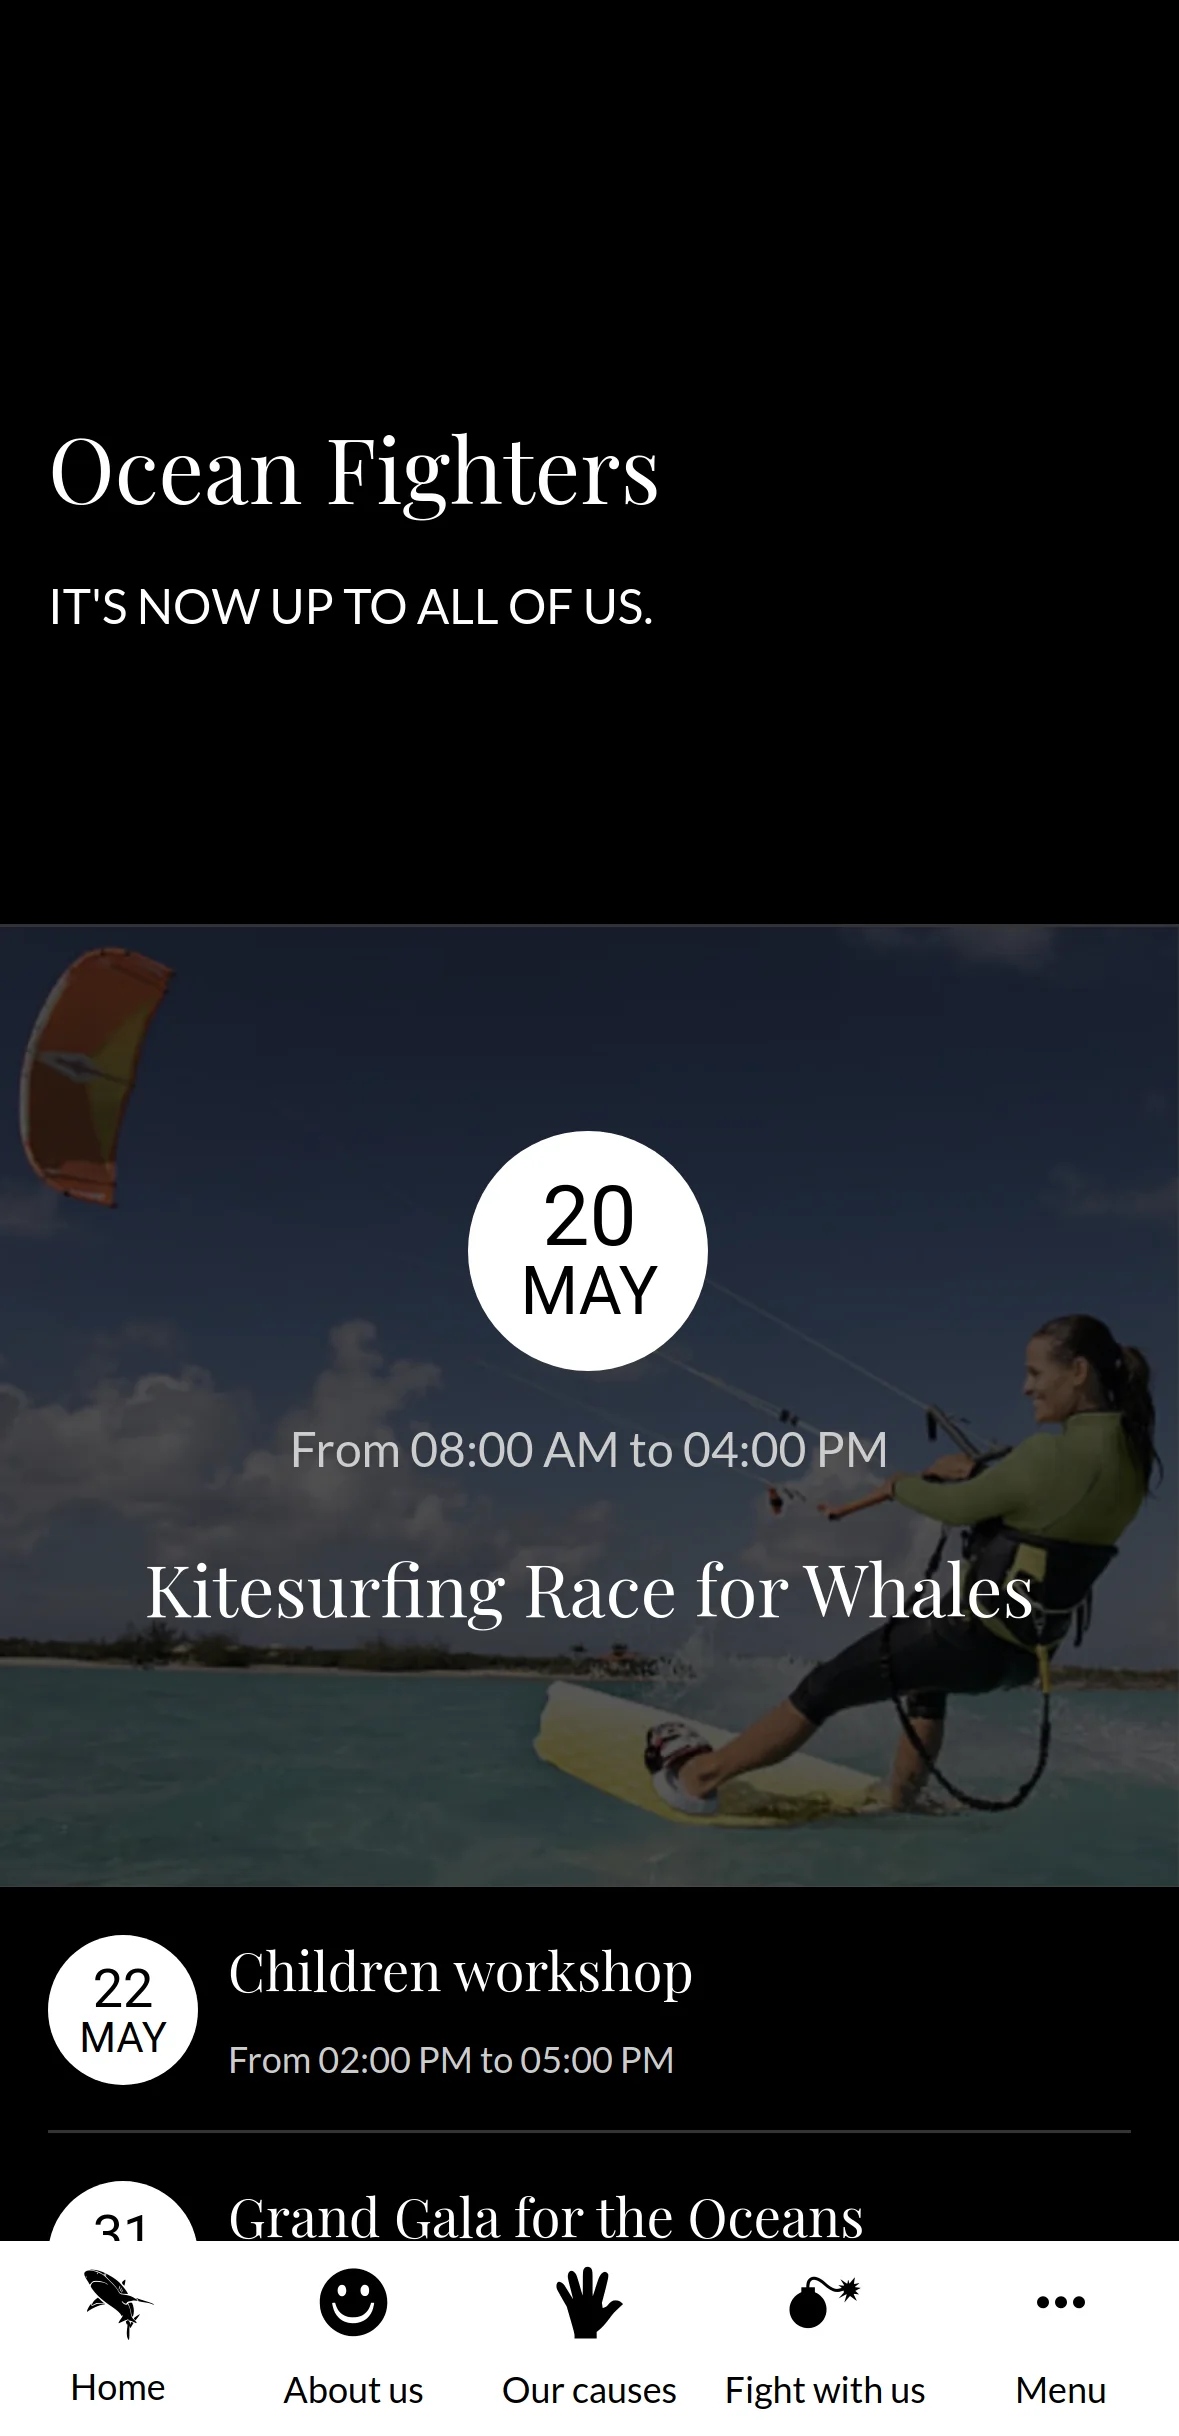 Ocean Fighters
IT'S NOW UP TO ALL OF US.
20
MAY
From 08:00 AM to 04:00 PM
Kitesurfing Race for Whales
22
MAY
Children workshop
From 02:00 PM to 05:00 PM
31
Grand Gala for the Oceans
Home
About us
Our causes
Fight with us
Menu